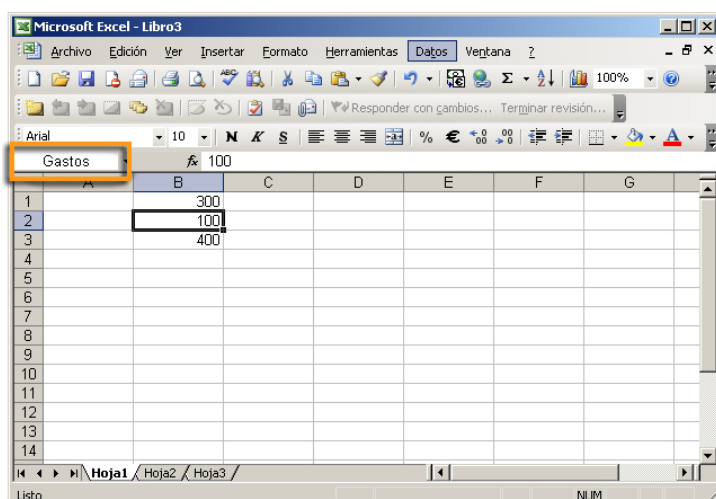 Microsoft Excel - Libro3
Archivo Edición Ver Insertar Formato Herramientas Datos Ventana ?
Σ 100%
Responder con cambios... Terminar revisión...
Arial 10 N K S % €
Gastos fx 100
A B C D E F G
1 300
2 100
3 400
4
5
6
7
8
9
10
11
12
13
14
Hoja1 Hoja2 Hoja3
Listo NUM